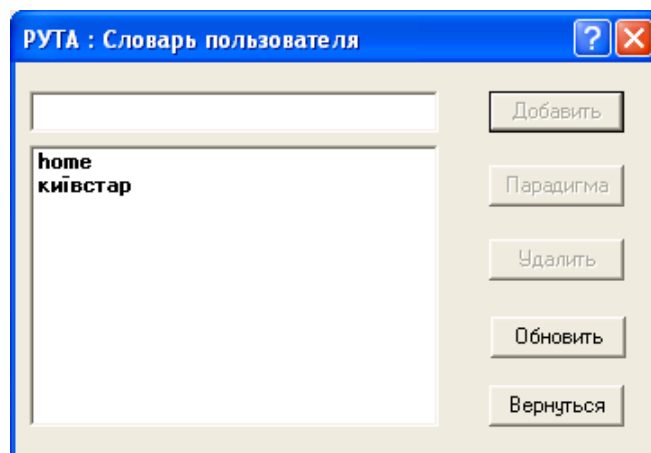 РУТА : Словарь пользователя
Добавить
home
київстар
Парадигма
Удалить
Обновить
Вернуться